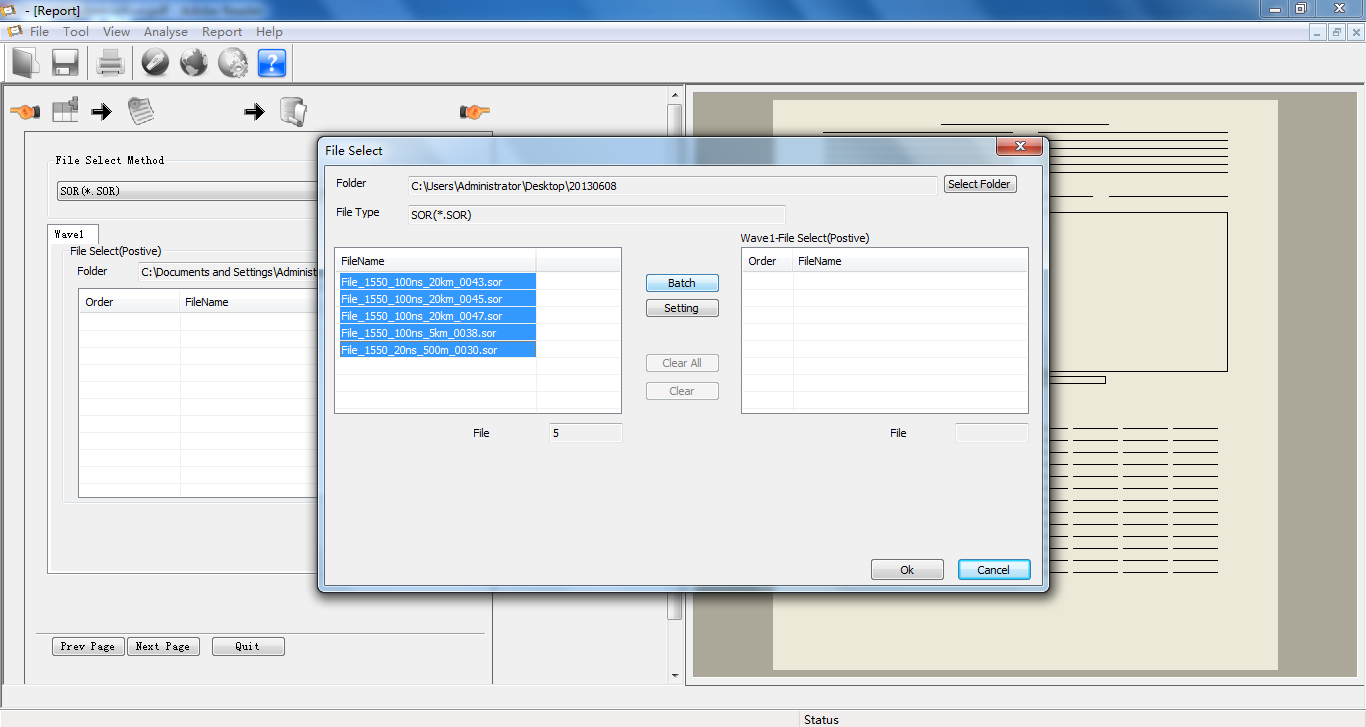 - [Report]
File Tool View Analyse Report Help
File Select Method
SOR(*.SOR)
Wave1
File Select(Postive)
Folder C:\Documents and Settings\Administ
Order FileName
Prev Page Next Page Quit
File Select
Folder C:\Users\Administrator\Desktop\20130608 Select Folder
File Type SOR(*.SOR)
Wave1-File Select(Postive)
FileName
File_1550_100ns_20km_0043.sor
File_1550_100ns_20km_0045.sor
File_1550_100ns_20km_0047.sor
File_1550_100ns_5km_0038.sor
File_1550_20ns_500m_0030.sor
Batch
Setting
Clear All
Clear
Order FileName
File 5
File
Ok Cancel
Status